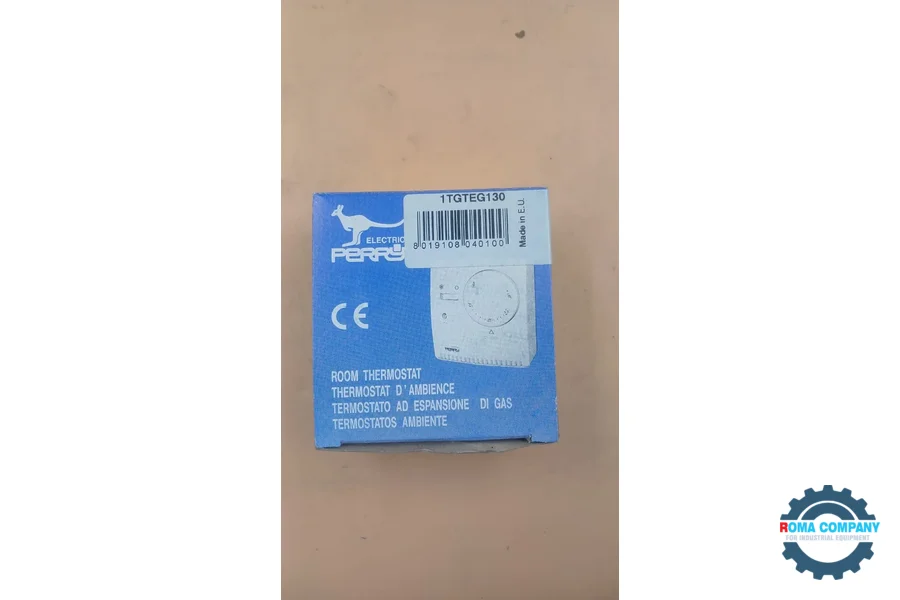 1TGTEG130
8 019108 040100
Made in E.U.
ELECTRIC
PERRY
CE
ROOM THERMOSTAT
THERMOSTAT D'AMBIENCE
TERMOSTATO AD ESPANSIONE DI GAS
TERMOSTATOS AMBIENTE
ROMA COMPANY
FOR INDUSTRIAL EQUIPMENT